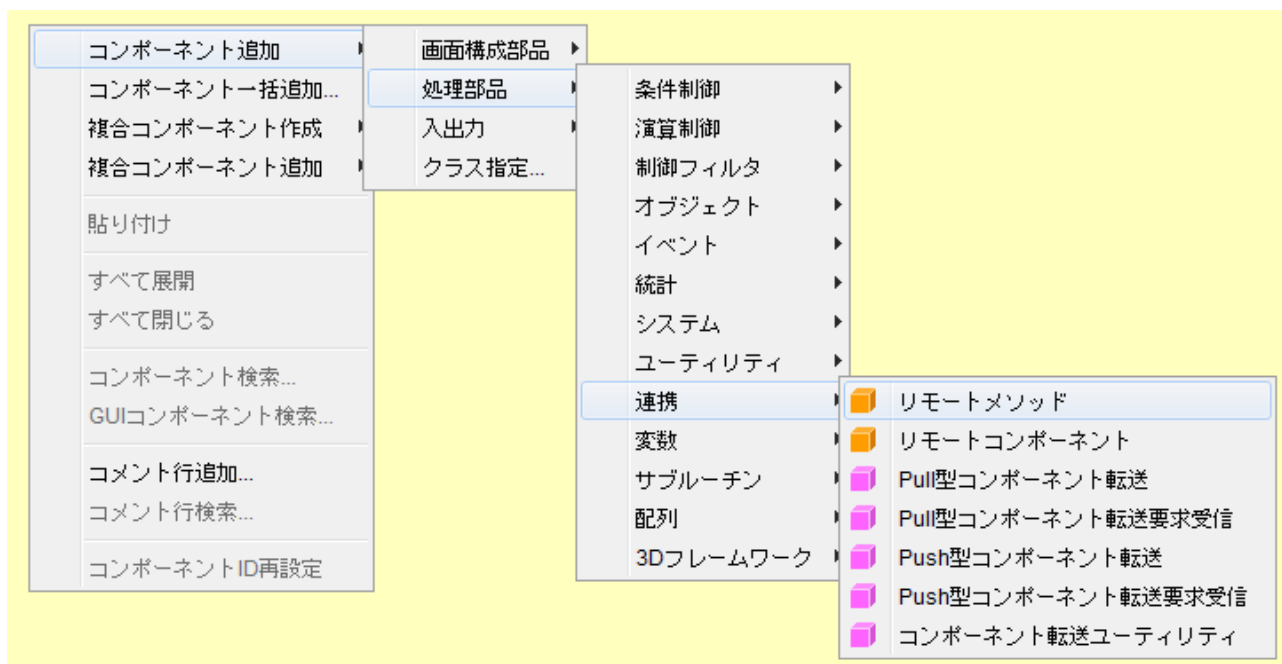 コンポーネント追加
コンポーネント一括追加...
複合コンポーネント作成
複合コンポーネント追加
貼り付け
すべて展開
すべて閉じる
コンポーネント検索...
GUIコンポーネント検索...
コメント行追加...
コメント行検索...
コンポーネントID再設定
画面構成部品
処理部品
入出力
クラス指定...
条件制御
演算制御
制御フィルタ
オブジェクト
イベント
統計
システム
ユーティリティ
連携
変数
サブルーチン
配列
3Dフレームワーク
リモートメソッド
リモートコンポーネント
Pull型コンポーネント転送
Pull型コンポーネント転送要求受信
Push型コンポーネント転送
Push型コンポーネント転送要求受信
コンポーネント転送ユーティリティ